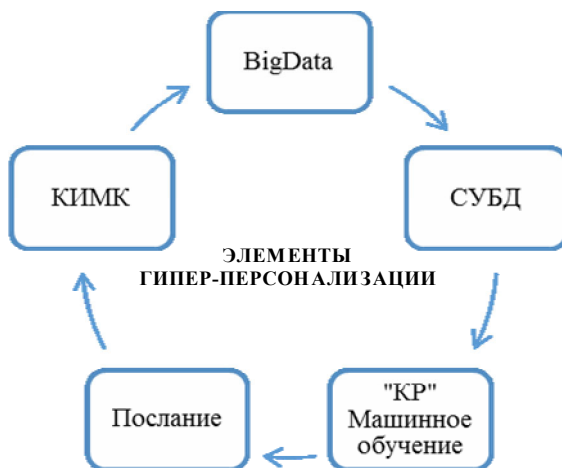 BigData
КИМК
СУБД
ЭЛЕМЕНТЫ
ГИПЕР-ПЕРСОНАЛИЗАЦИИ
Послание
"КР"
Машинное
обучение